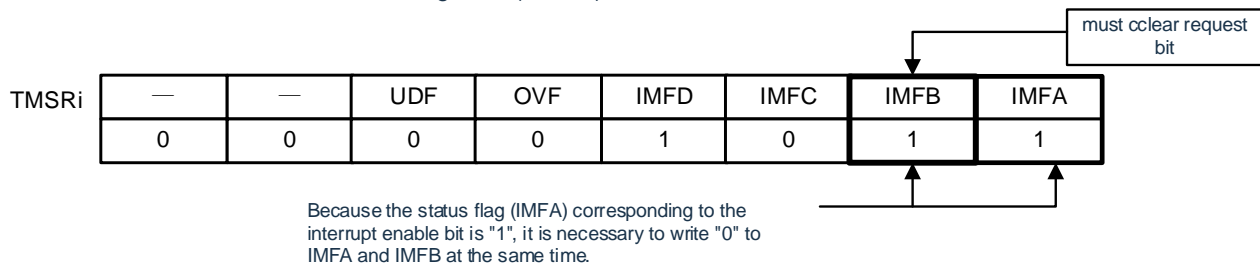 must cclear request
bit
TMSRi — — UDF OVF IMFD IMFC IMFB IMFA
0 0 0 0 1 0 1 1
Because the status flag (IMFA) corresponding to the
interrupt enable bit is "1", it is necessary to write "0" to
IMFA and IMFB at the same time.